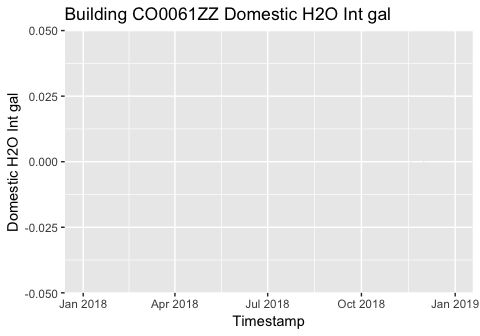 Building CO0061ZZ Domestic H2O Int gal
Domestic H2O Int gal
0.050
0.025
0.000
-0.025
-0.050
Jan 2018 Apr 2018 Jul 2018 Oct 2018 Jan 2019
Timestamp